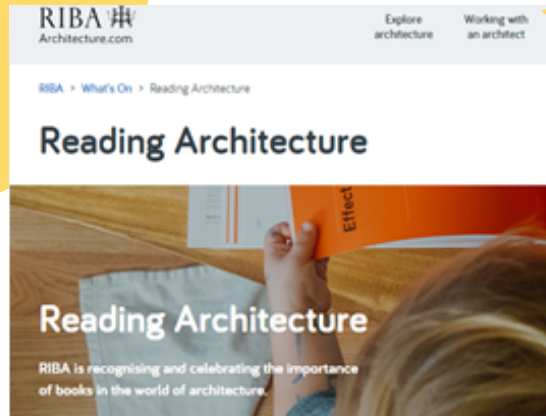 RIBA
Architecture.com
Explore architecture
Working with an architect
RIBA > What's On > Reading Architecture
Reading Architecture
Effect
Reading Architecture
RIBA is recognising and celebrating the importance
of books in the world of architecture.